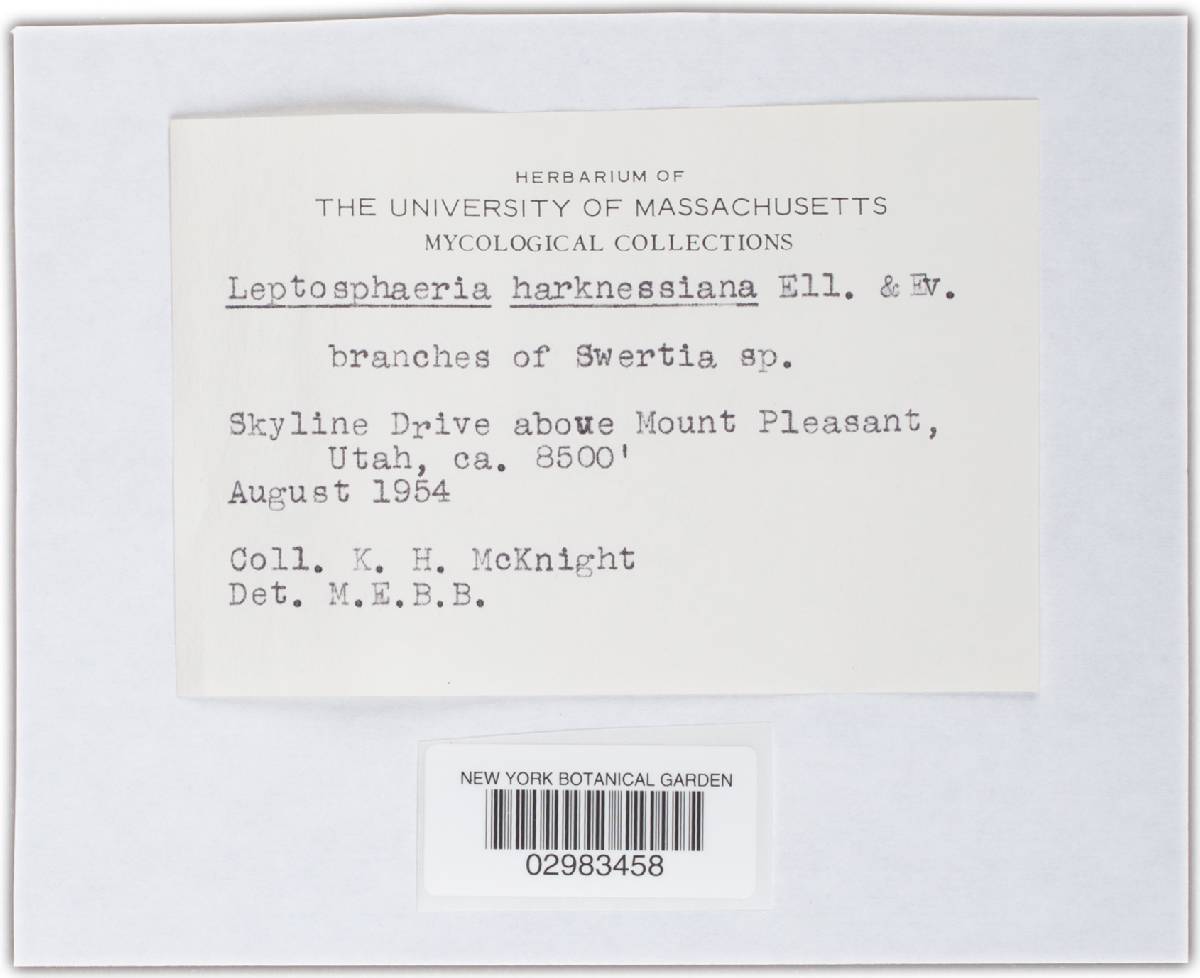 HERBARIUM OF
THE UNIVERSITY OF MASSACHUSETTS
MYCOLOGICAL COLLECTIONS
Leptosphaeria harknessiana Ell. & Ev.
branches of Swertia sp.
Skyline Drive above Mount Pleasant,
Utah, ca. 8500'
August 1954
Coll. K. H. McKnight
Det. M.E.B.B.
NEW YORK BOTANICAL GARDEN
02983458